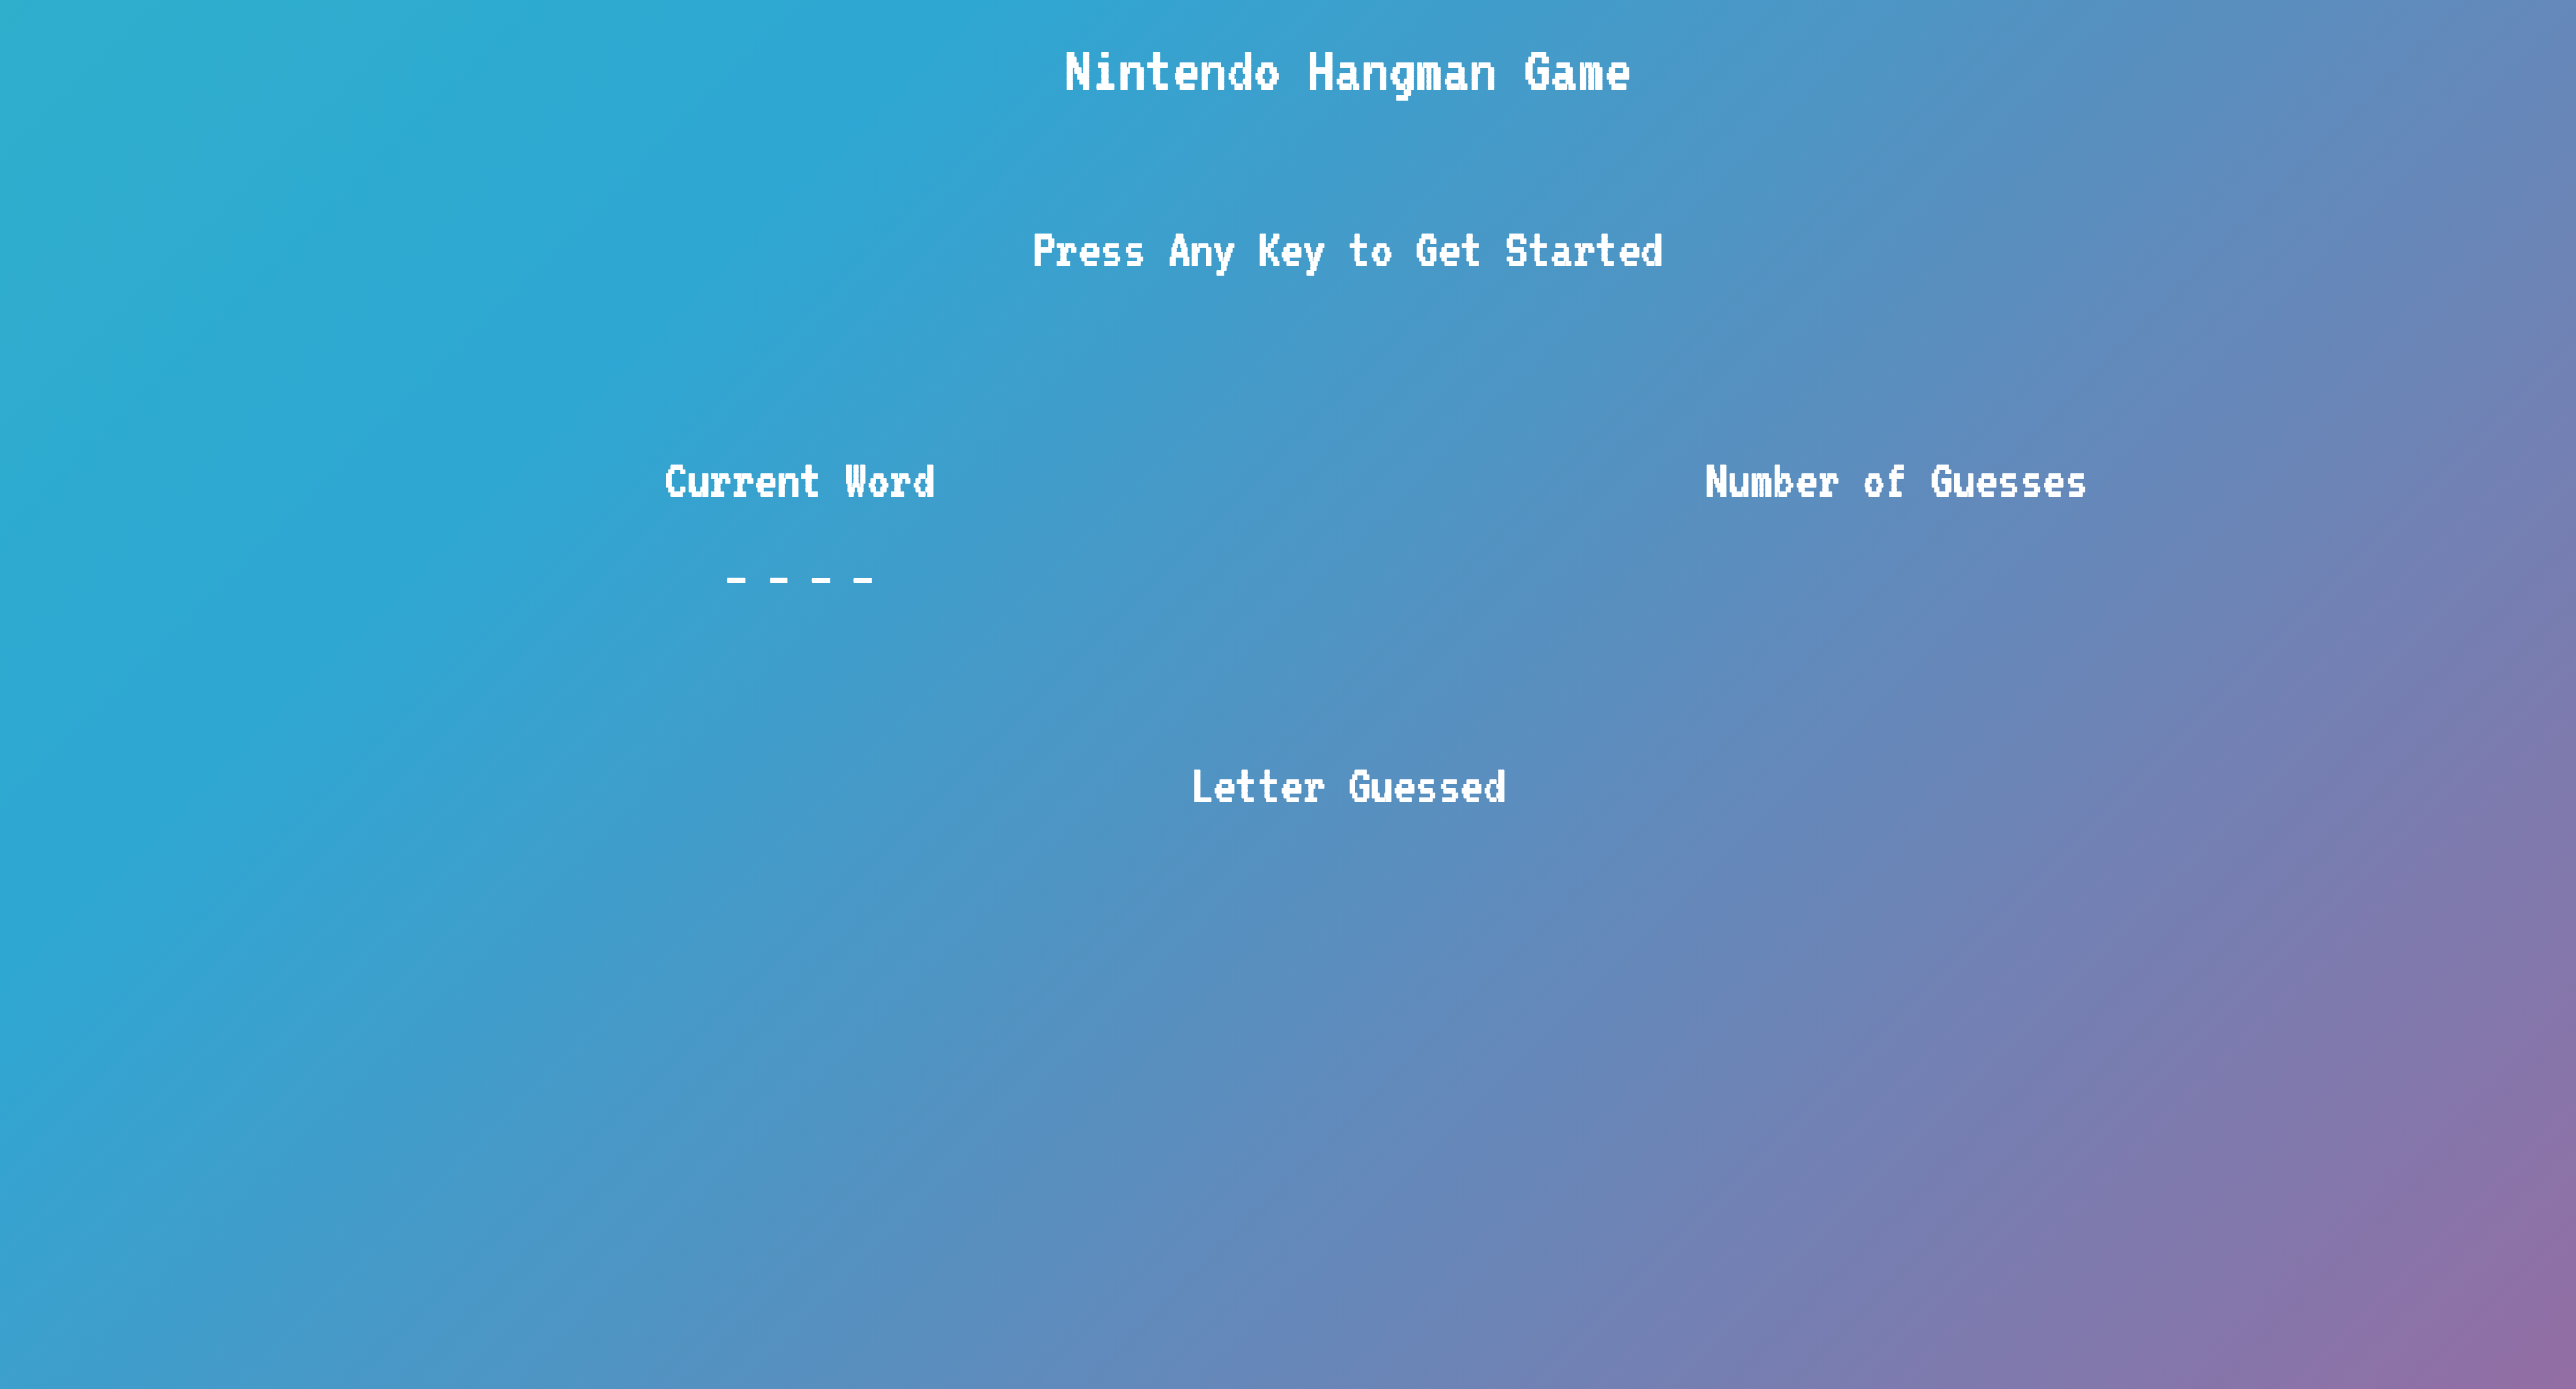 Nintendo Hangman Game
Press Any Key to Get Started
Current Word
Number of Guesses
_ _ _ _
Letter Guessed